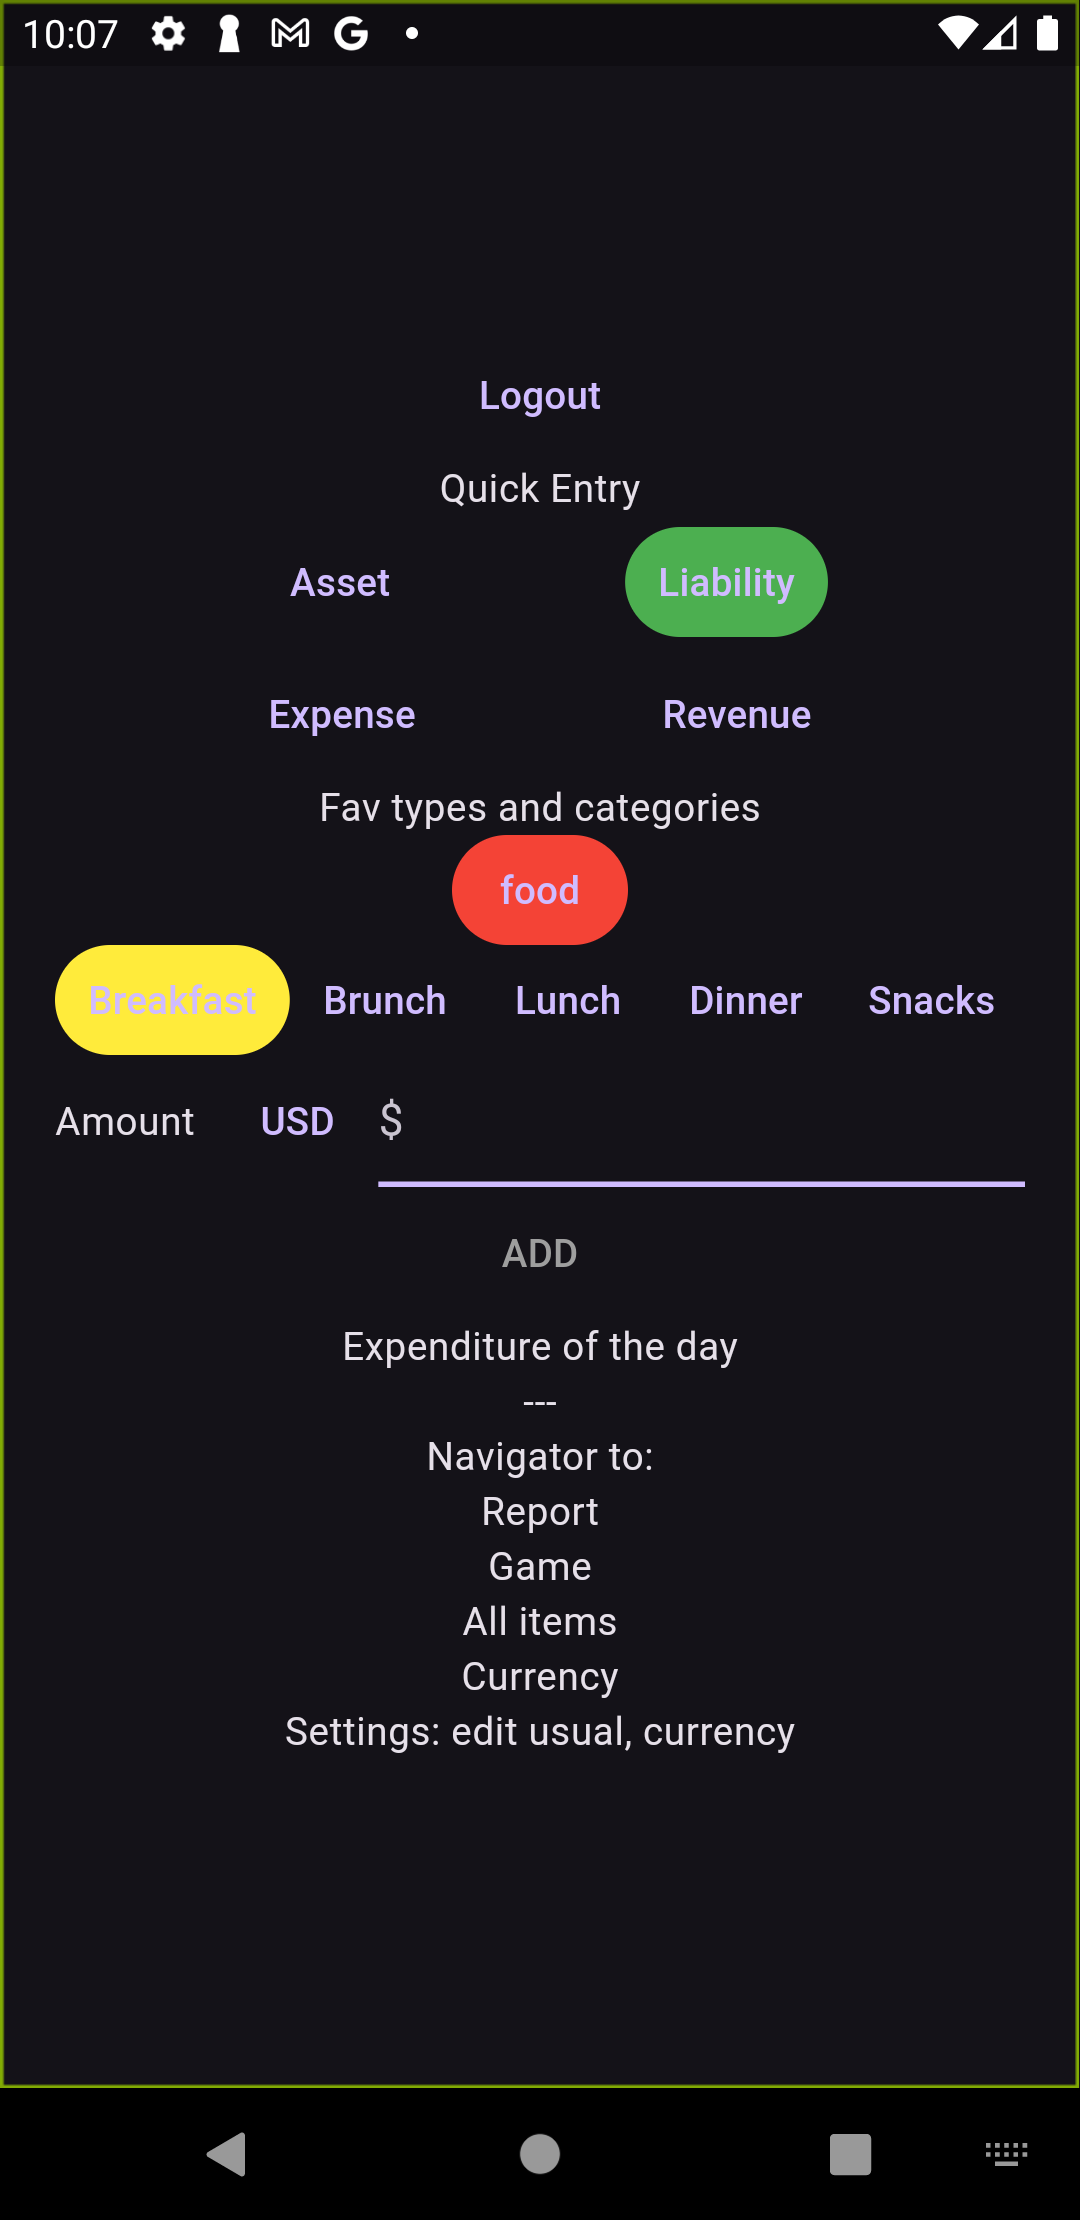 10:07
Logout
Quick Entry
Asset Liability
Expense Revenue
Fav types and categories
food
Breakfast Brunch Lunch Dinner Snacks
Amount USD $
ADD
Expenditure of the day
---
Navigator to:
Report
Game
All items
Currency
Settings: edit usual, currency